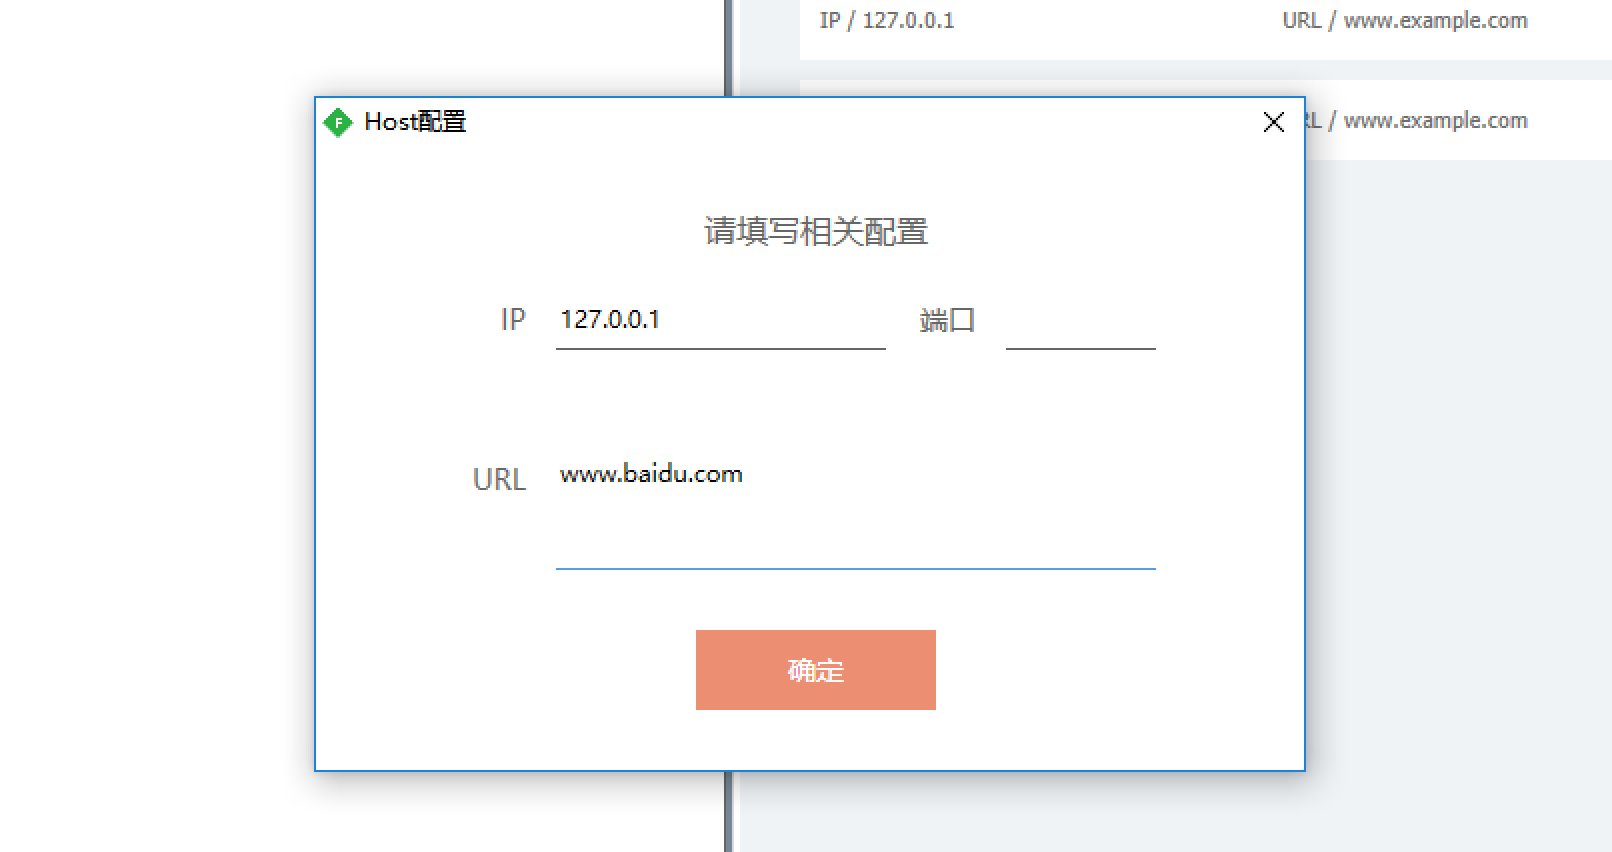 IP / 127.0.0.1
URL / www.example.com
F
Host配置
RL / www.example.com
请填写相关配置
IP
127.0.0.1
端口
URL
www.baidu.com
确定